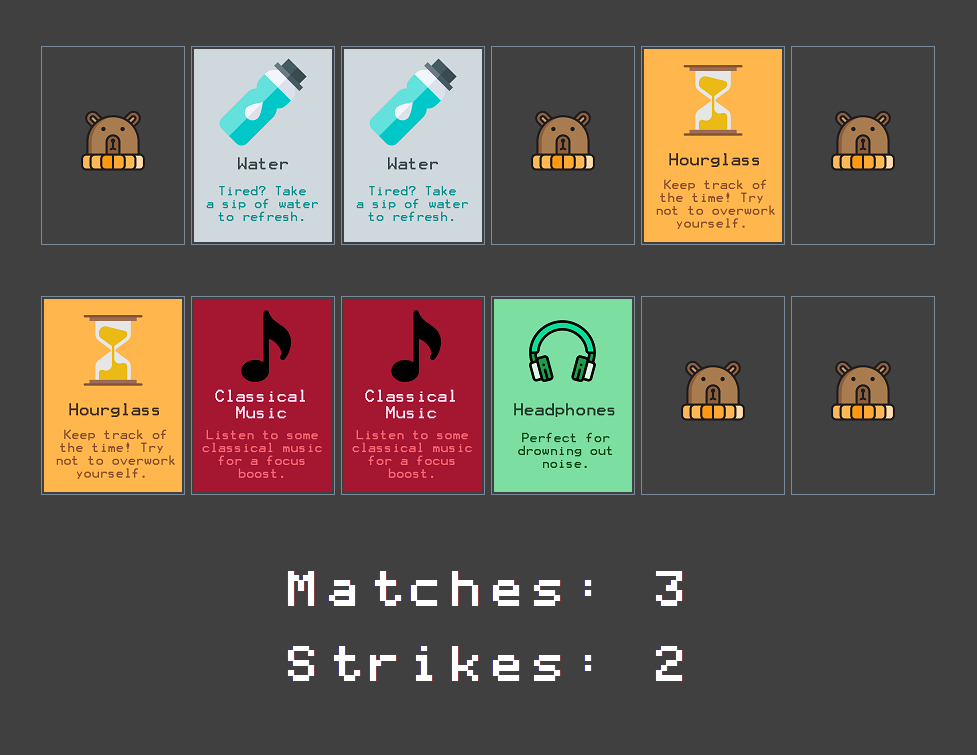 Water
Tired? Take
a sip of water
to refresh.
Water
Tired? Take
a sip of water
to refresh.
Hourglass
Keep track of
the time! Try
not to overwork
yourself.
Hourglass
Keep track of
the time! Try
not to overwork
yourself.
Classical
Music
Listen to some
classical music
for a focus
boost.
Classical
Music
Listen to some
classical music
for a focus
boost.
Headphones
Perfect for
drowning out
noise.
Matches: 3
Strikes: 2